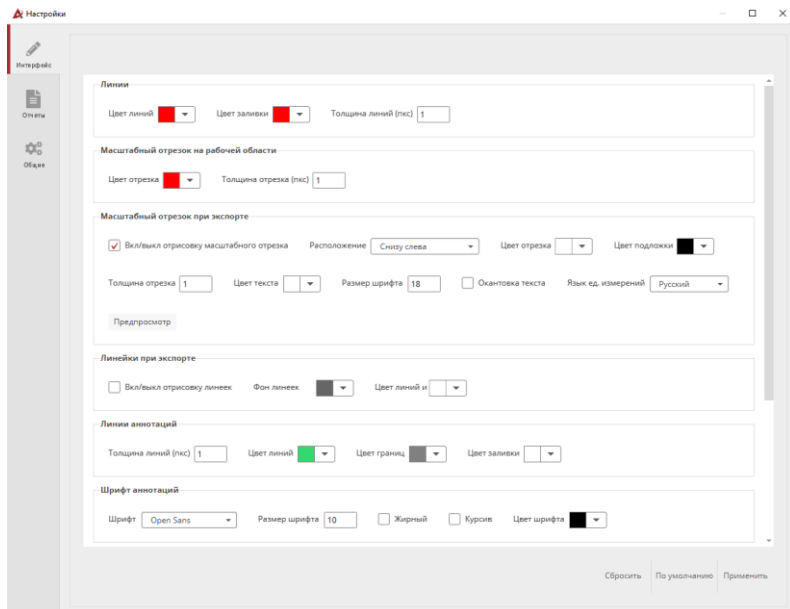 Настройки
Интерфейс
Отчеты
Общие
Линии
Цвет линий Цвет заливки Толщина линий (пкс) 1
Масштабный отрезок на рабочей области
Цвет отрезка Толщина отрезка (пкс) 1
Масштабный отрезок при экспорте
Вкл/выкл отрисовку масштабного отрезка Расположение Снизу слева Цвет отрезка Цвет подложки
Толщина отрезка 1 Цвет текста Размер шрифта 18 Окантовка текста Язык ед. измерений Русский
Предпросмотр
Линейки при экспорте
Вкл/выкл отрисовку линеек Фон линеек Цвет линий и
Линии аннотаций
Толщина линий (пкс) 1 Цвет линий Цвет границ Цвет заливки
Шрифт аннотаций
Шрифт Open Sans Размер шрифта 10 Жирный Курсив Цвет шрифта
Сбросить По умолчанию Применить